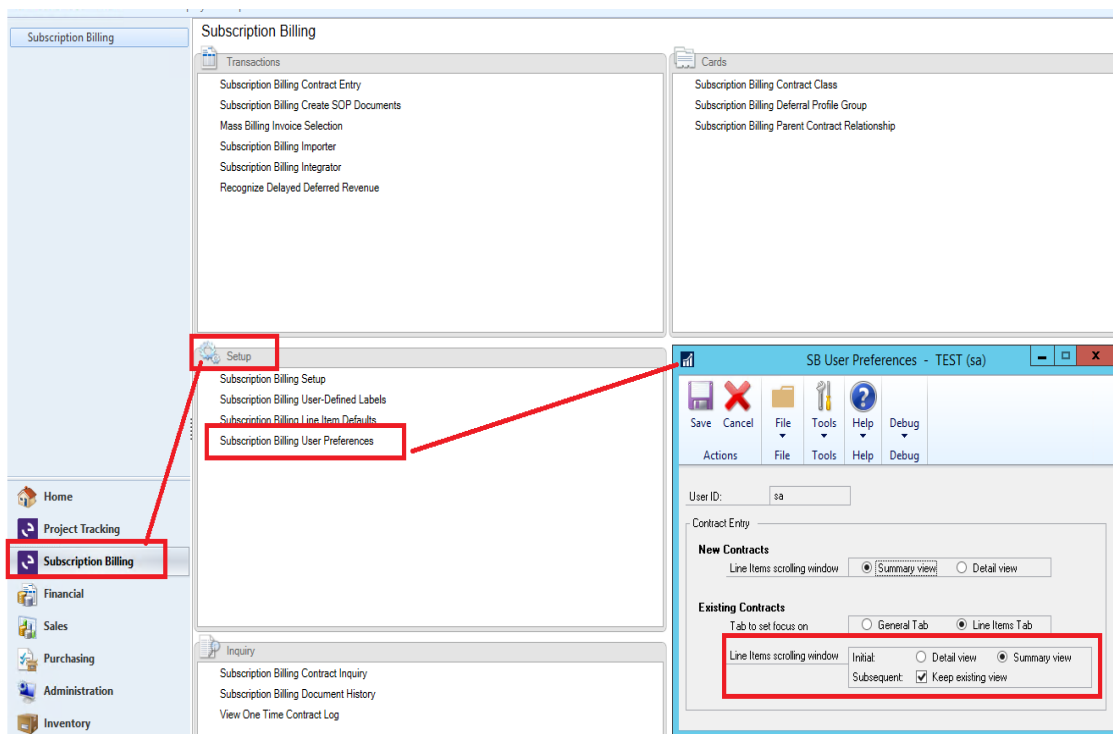 Subscription Billing
Subscription Billing
Transactions
Subscription Billing Contract Entry
Subscription Billing Create SOP Documents
Mass Billing Invoice Selection
Subscription Billing Importer
Subscription Billing Integrator
Recognize Delayed Deferred Revenue
Cards
Subscription Billing Contract Class
Subscription Billing Deferral Profile Group
Subscription Billing Parent Contract Relationship
Setup
Subscription Billing Setup
Subscription Billing User-Defined Labels
Subscription Billing Line Item Defaults
Subscription Billing User Preferences
Home
Project Tracking
Subscription Billing
Financial
Sales
Purchasing
Administration
Inventory
Inquiry
Subscription Billing Contract Inquiry
Subscription Billing Document History
View One Time Contract Log
SB User Preferences - TEST (sa)
Save Cancel File Tools Help Debug
Actions File Tools Help Debug
User ID: sa
Contract Entry
New Contracts
Line Items scrolling window Summary view Detail view
Existing Contracts
Tab to set focus on General Tab Line Items Tab
Line Items scrolling window Initial: Detail view Summary view
Subsequent: Keep existing view